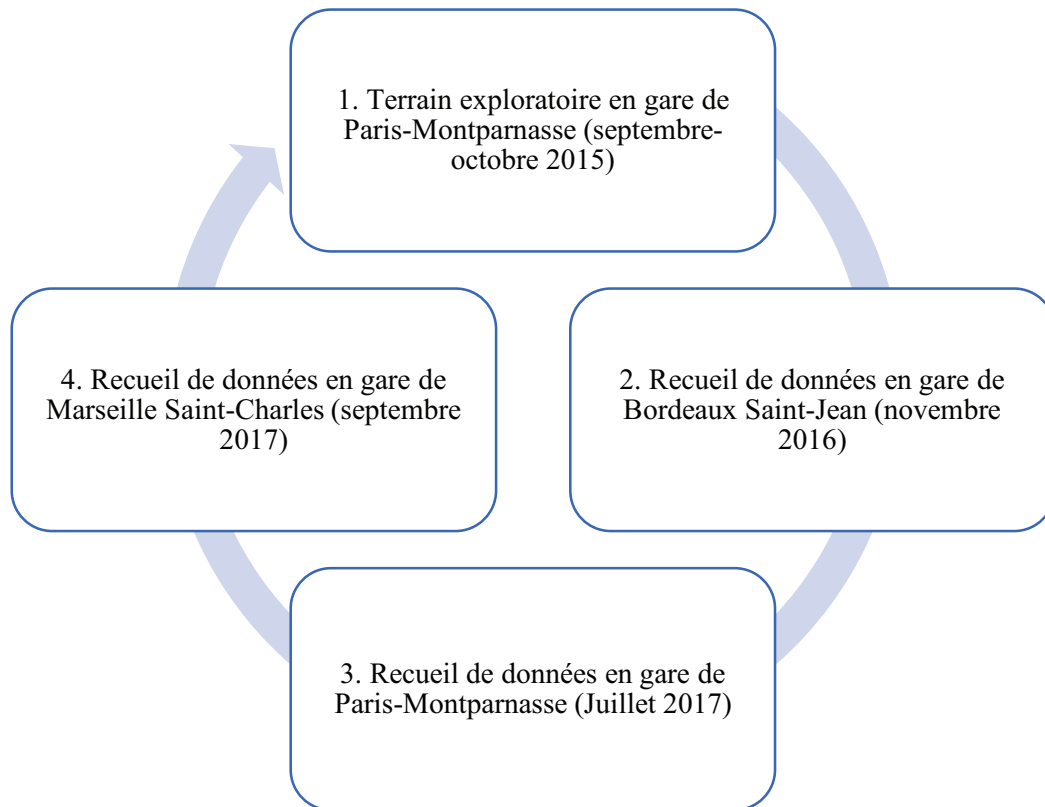 1. Terrain exploratoire en gare de
Paris-Montparnasse (septembre-
octobre 2015)
2. Recueil de données en gare de
Bordeaux Saint-Jean (novembre
2016)
3. Recueil de données en gare de
Paris-Montparnasse (Juillet 2017)
4. Recueil de données en gare de
Marseille Saint-Charles (septembre
2017)